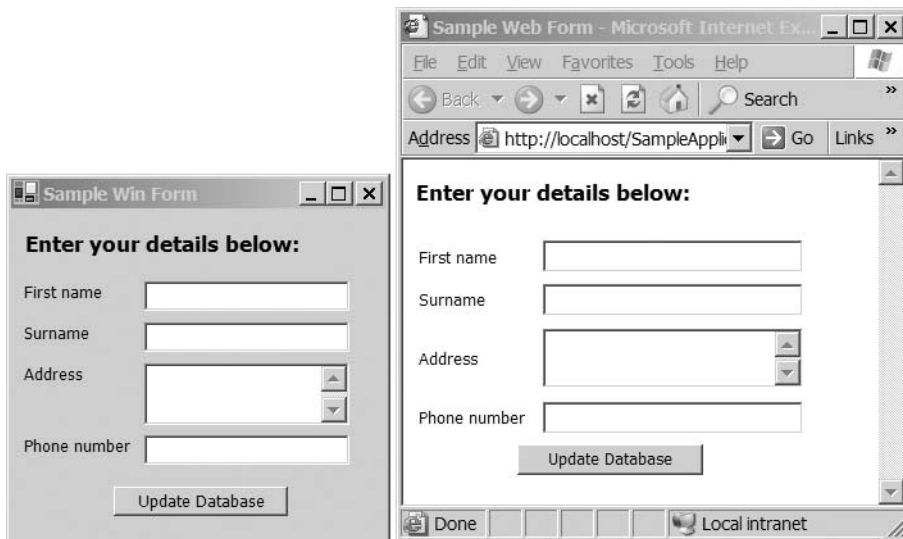 Sample Win Form
Enter your details below:
First name
Surname
Address
Phone number
Update Database
Sample Web Form - Microsoft Internet Ex...
File Edit View Favorites Tools Help
Back Search »
Address http://localhost/SampleAppli Go Links »
Enter your details below:
First name
Surname
Address
Phone number
Update Database
Done Local intranet